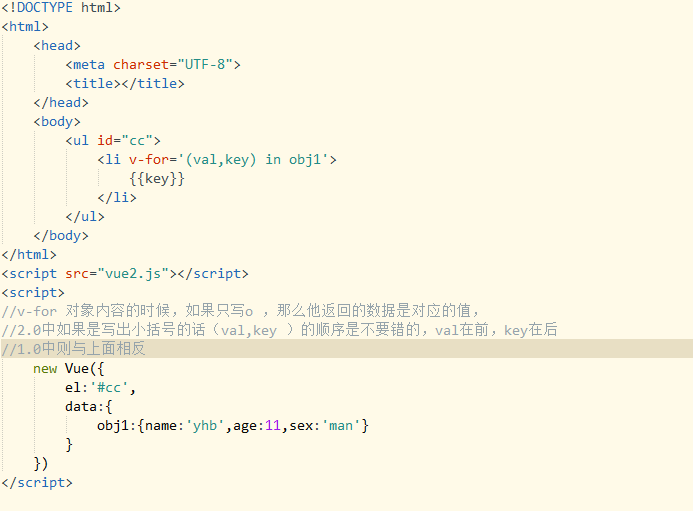 <!DOCTYPE html>
<html>
    <head>
        <meta charset="UTF-8">
        <title></title>
    </head>
    <body>
        <ul id="cc">
            <li v-for='(val,key) in obj1'>
                {{key}}
            </li>
        </ul>
    </body>
</html>
<script src="vue2.js"></script>
<script>
//v-for 对象内容的时候，如果只写o ，那么他返回的数据是对应的值，
//2.0中如果是写出小括号的话（val,key ）的顺序是不要错的，val在前，key在后
//1.0中则与上面相反
    new Vue({
        el:'#cc',
        data:{
            obj1:{name:'yhb',age:11,sex:'man'}
        }
    })
</script>